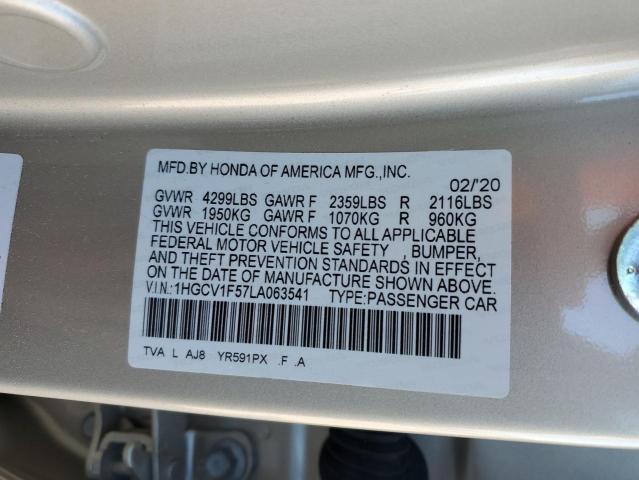 MFD.BY HONDA OF AMERICA MFG.,INC.
02/'20
GVWR 4299LBS GAWR F 2359LBS R 2116LBS
GVWR 1950KG GAWR F 1070KG R 960KG
THIS VEHICLE CONFORMS TO ALL APPLICABLE
FEDERAL MOTOR VEHICLE SAFETY , BUMPER,
AND THEFT PREVENTION STANDARDS IN EFFECT
ON THE DATE OF MANUFACTURE SHOWN ABOVE.
V.I.N.:1HGCV1F57LA063541 TYPE:PASSENGER CAR
TVA L AJ8 YR591PX .F .A